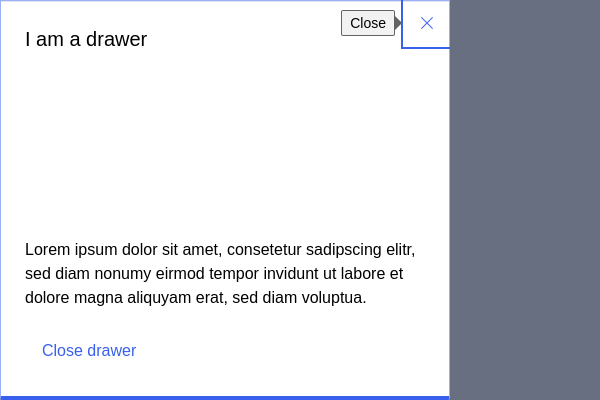 Close
I am a drawer
Lorem ipsum dolor sit amet, consetetur sadipscing elitr,
sed diam nonumy eirmod tempor invidunt ut labore et
dolore magna aliquyam erat, sed diam voluptua.
Close drawer